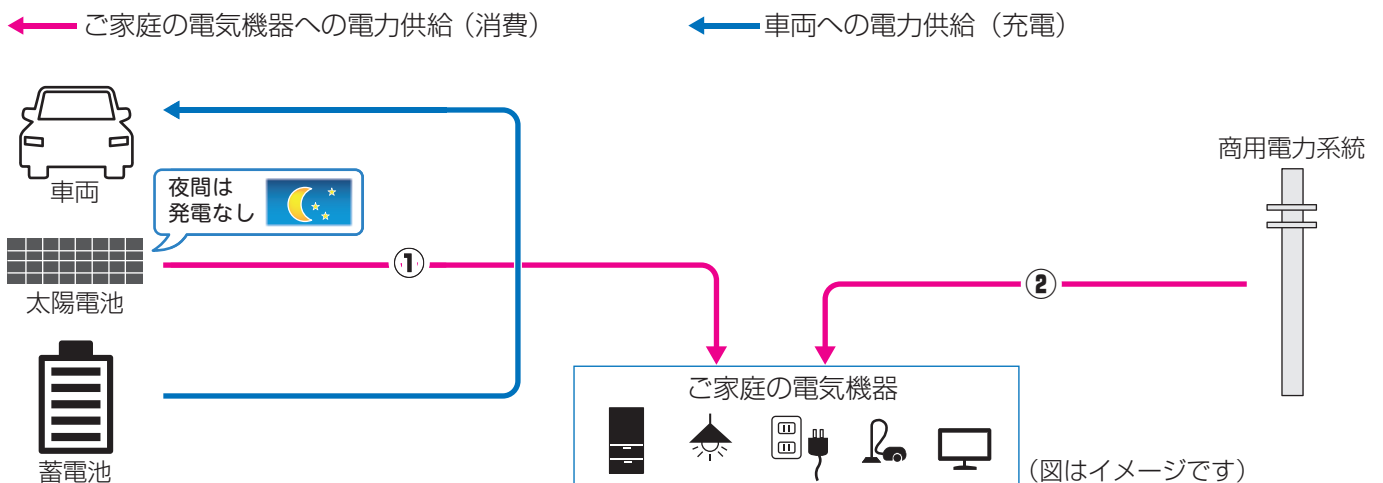 ご家庭の電気機器への電力供給（消費）
車両への電力供給（充電）
車両
夜間は
発電なし
太陽電池
①
②
商用電力系統
蓄電池
ご家庭の電気機器
（図はイメージです）